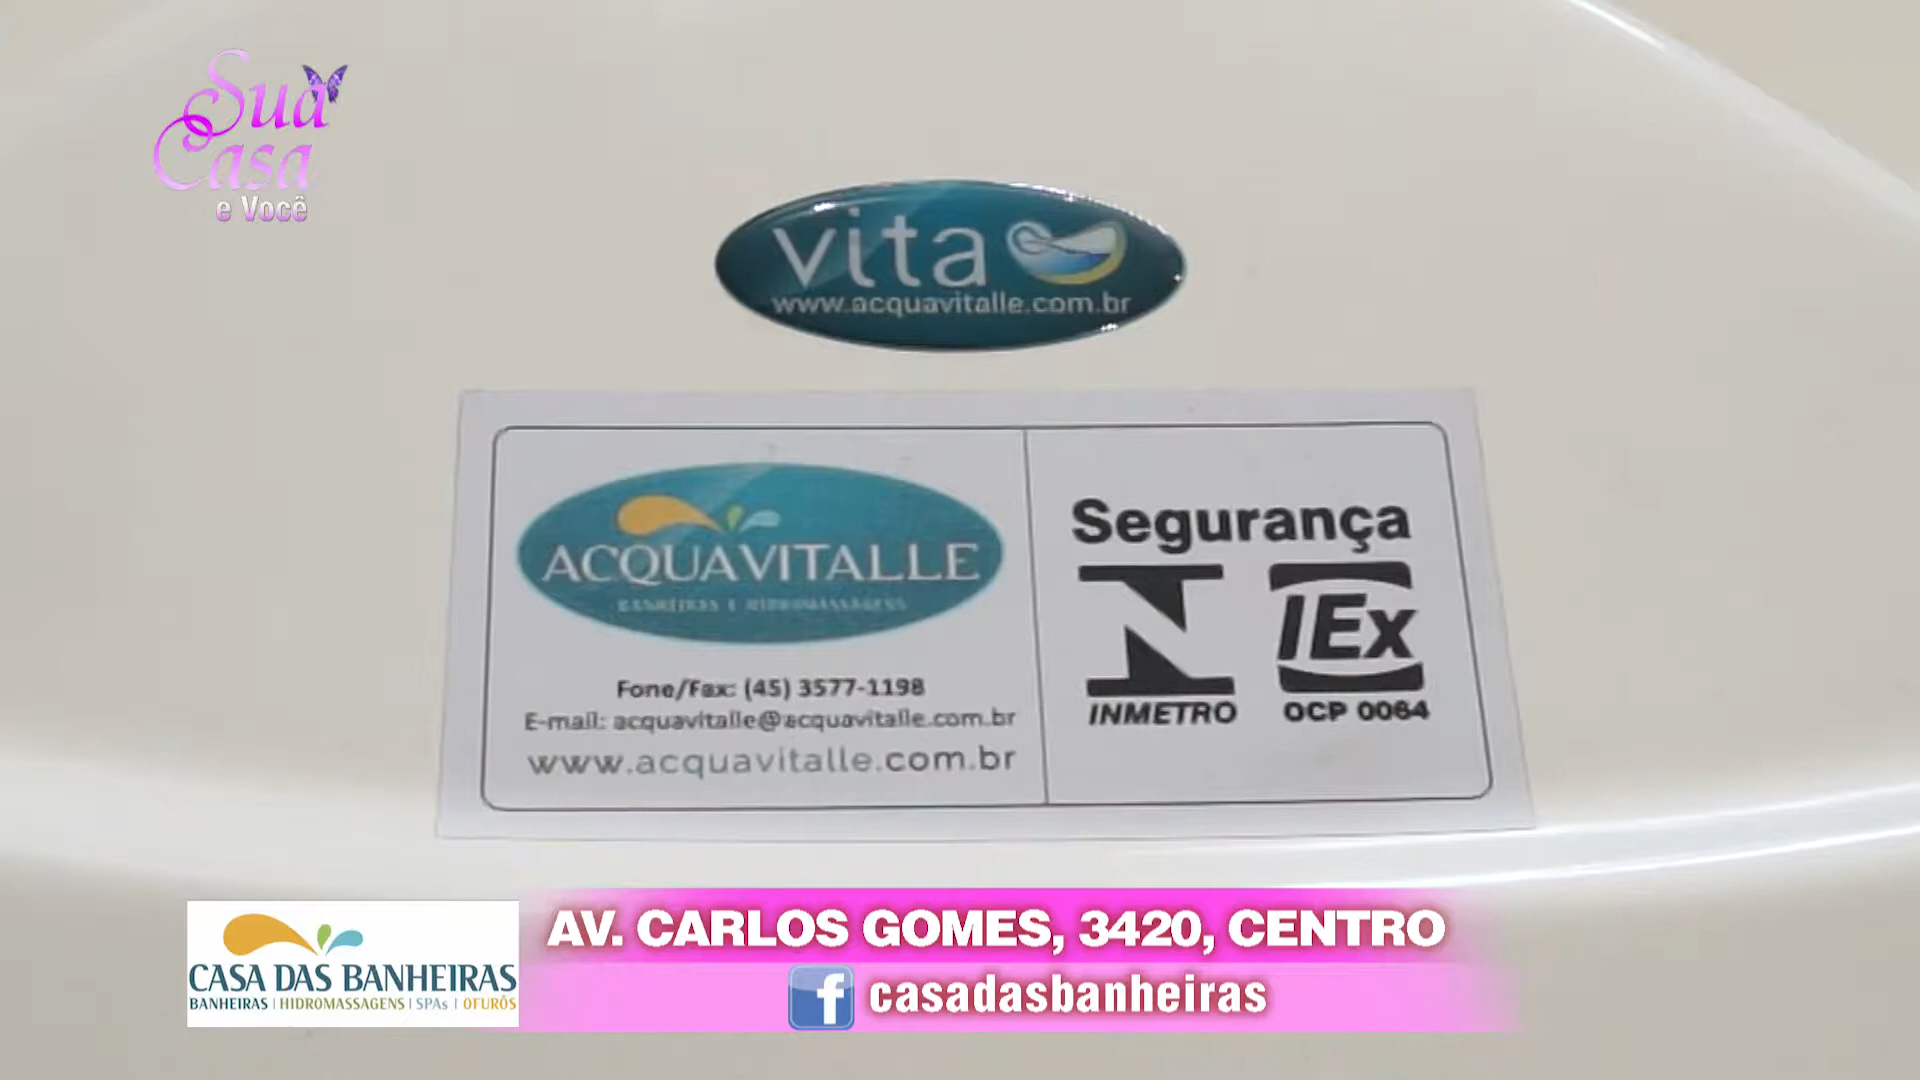 Sua
Casa
e Você
vita
www.acquavitalle.com.br
ACQUAVITALLE
BANHEIRAS E HIDROMASSAGENS
Fone/Fax: (45) 3577-1198
E-mail: acquavitalle@acquavitalle.com.br
www.acquavitalle.com.br
Segurança
IEx
INMETRO
OCP 0064
CASA DAS BANHEIRAS
BANHEIRAS | HIDROMASSAGENS | SPAs | OFURÔS
AV. CARLOS GOMES, 3420, CENTRO
f casadasbanheiras